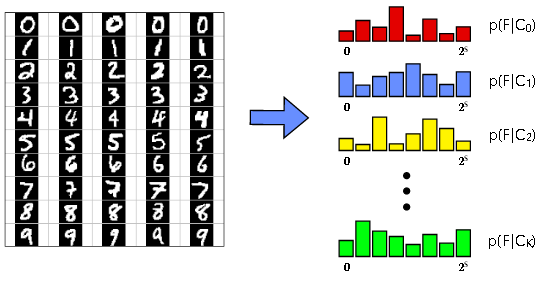 0 0 0 0 0
1 1 1 1 1
2 2 2 2 2
3 3 3 3 3
4 4 4 4 4
5 5 5 5 5
6 6 6 6 6
7 7 7 7 7
8 8 8 8 8
9 9 9 9 9
p(F|C₀)
0 2ˢ
p(F|C₁)
0 2ˢ
p(F|C₂)
0 2ˢ
p(F|Cₖ)
0 2ˢ